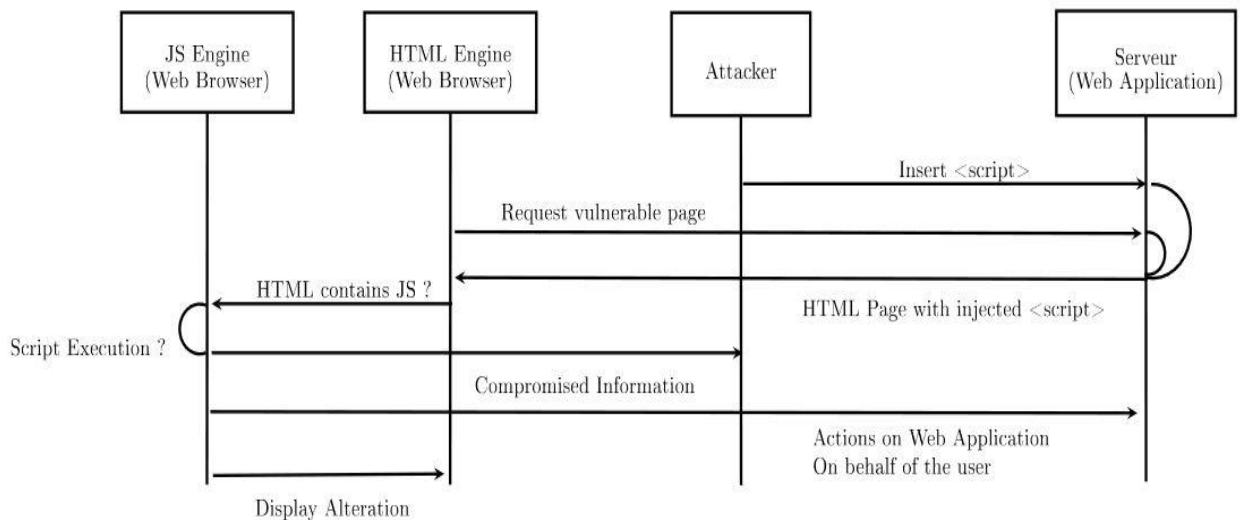 JS Engine
(Web Browser)
HTML Engine
(Web Browser)
Attacker
Serveur
(Web Application)
Insert <script>
Request vulnerable page
HTML contains JS ?
HTML Page with injected <script>
Script Execution ?
Compromised Information
Actions on Web Application
On behalf of the user
Display Alteration